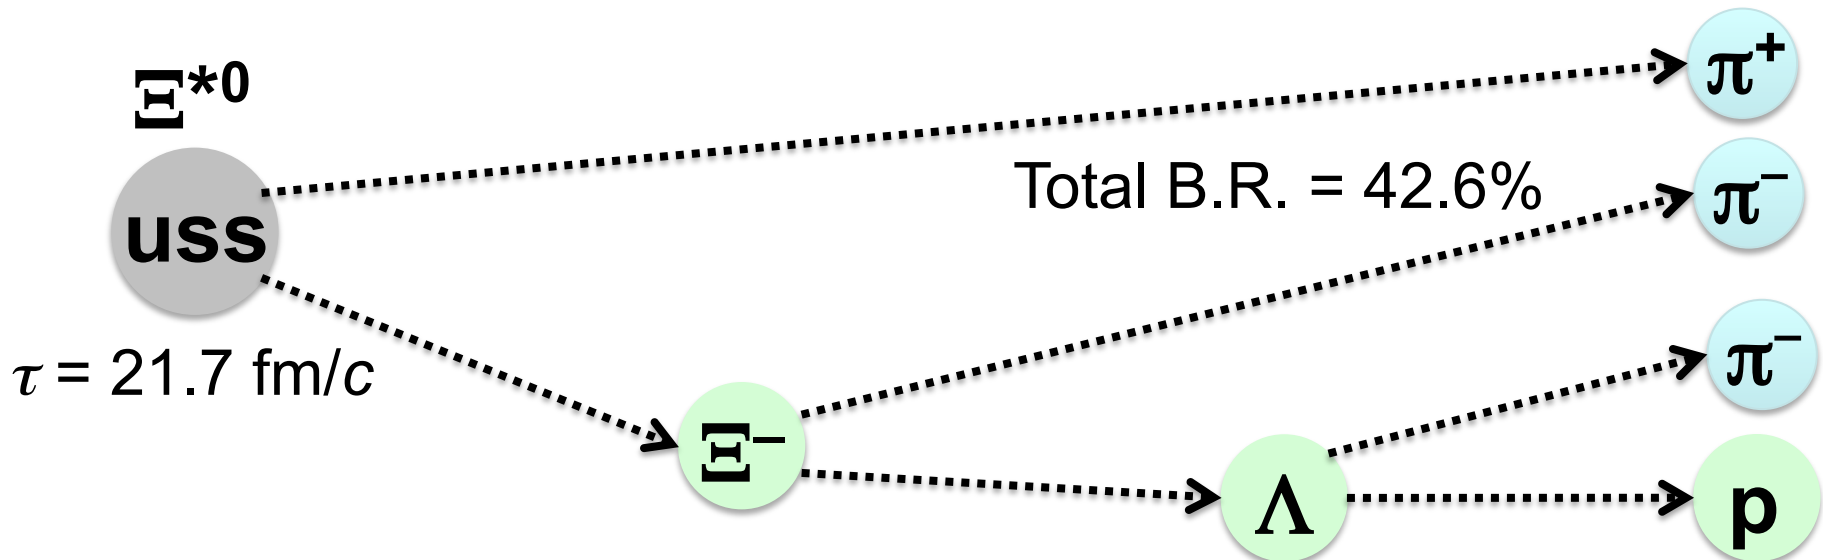 Ξ*0
uss
τ = 21.7 fm/c
Total B.R. = 42.6%
π+
π−
Ξ−
π−
Λ
p